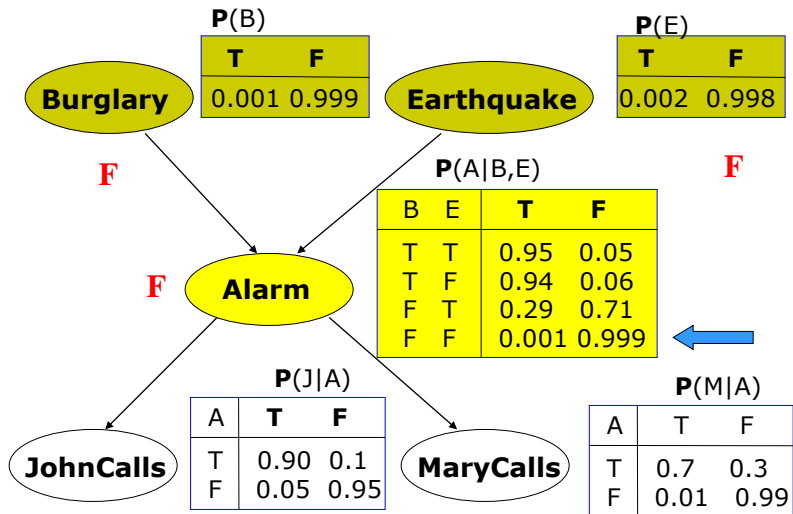 P(B)
T F
0.001 0.999
Burglary
P(E)
T F
0.002 0.998
Earthquake
F
F
P(A|B,E)
B E T F
T T 0.95 0.05
T F 0.94 0.06
F T 0.29 0.71
F F 0.001 0.999
F
Alarm
P(J|A)
A T F
T 0.90 0.1
F 0.05 0.95
JohnCalls
P(M|A)
A T F
T 0.7 0.3
F 0.01 0.99
MaryCalls